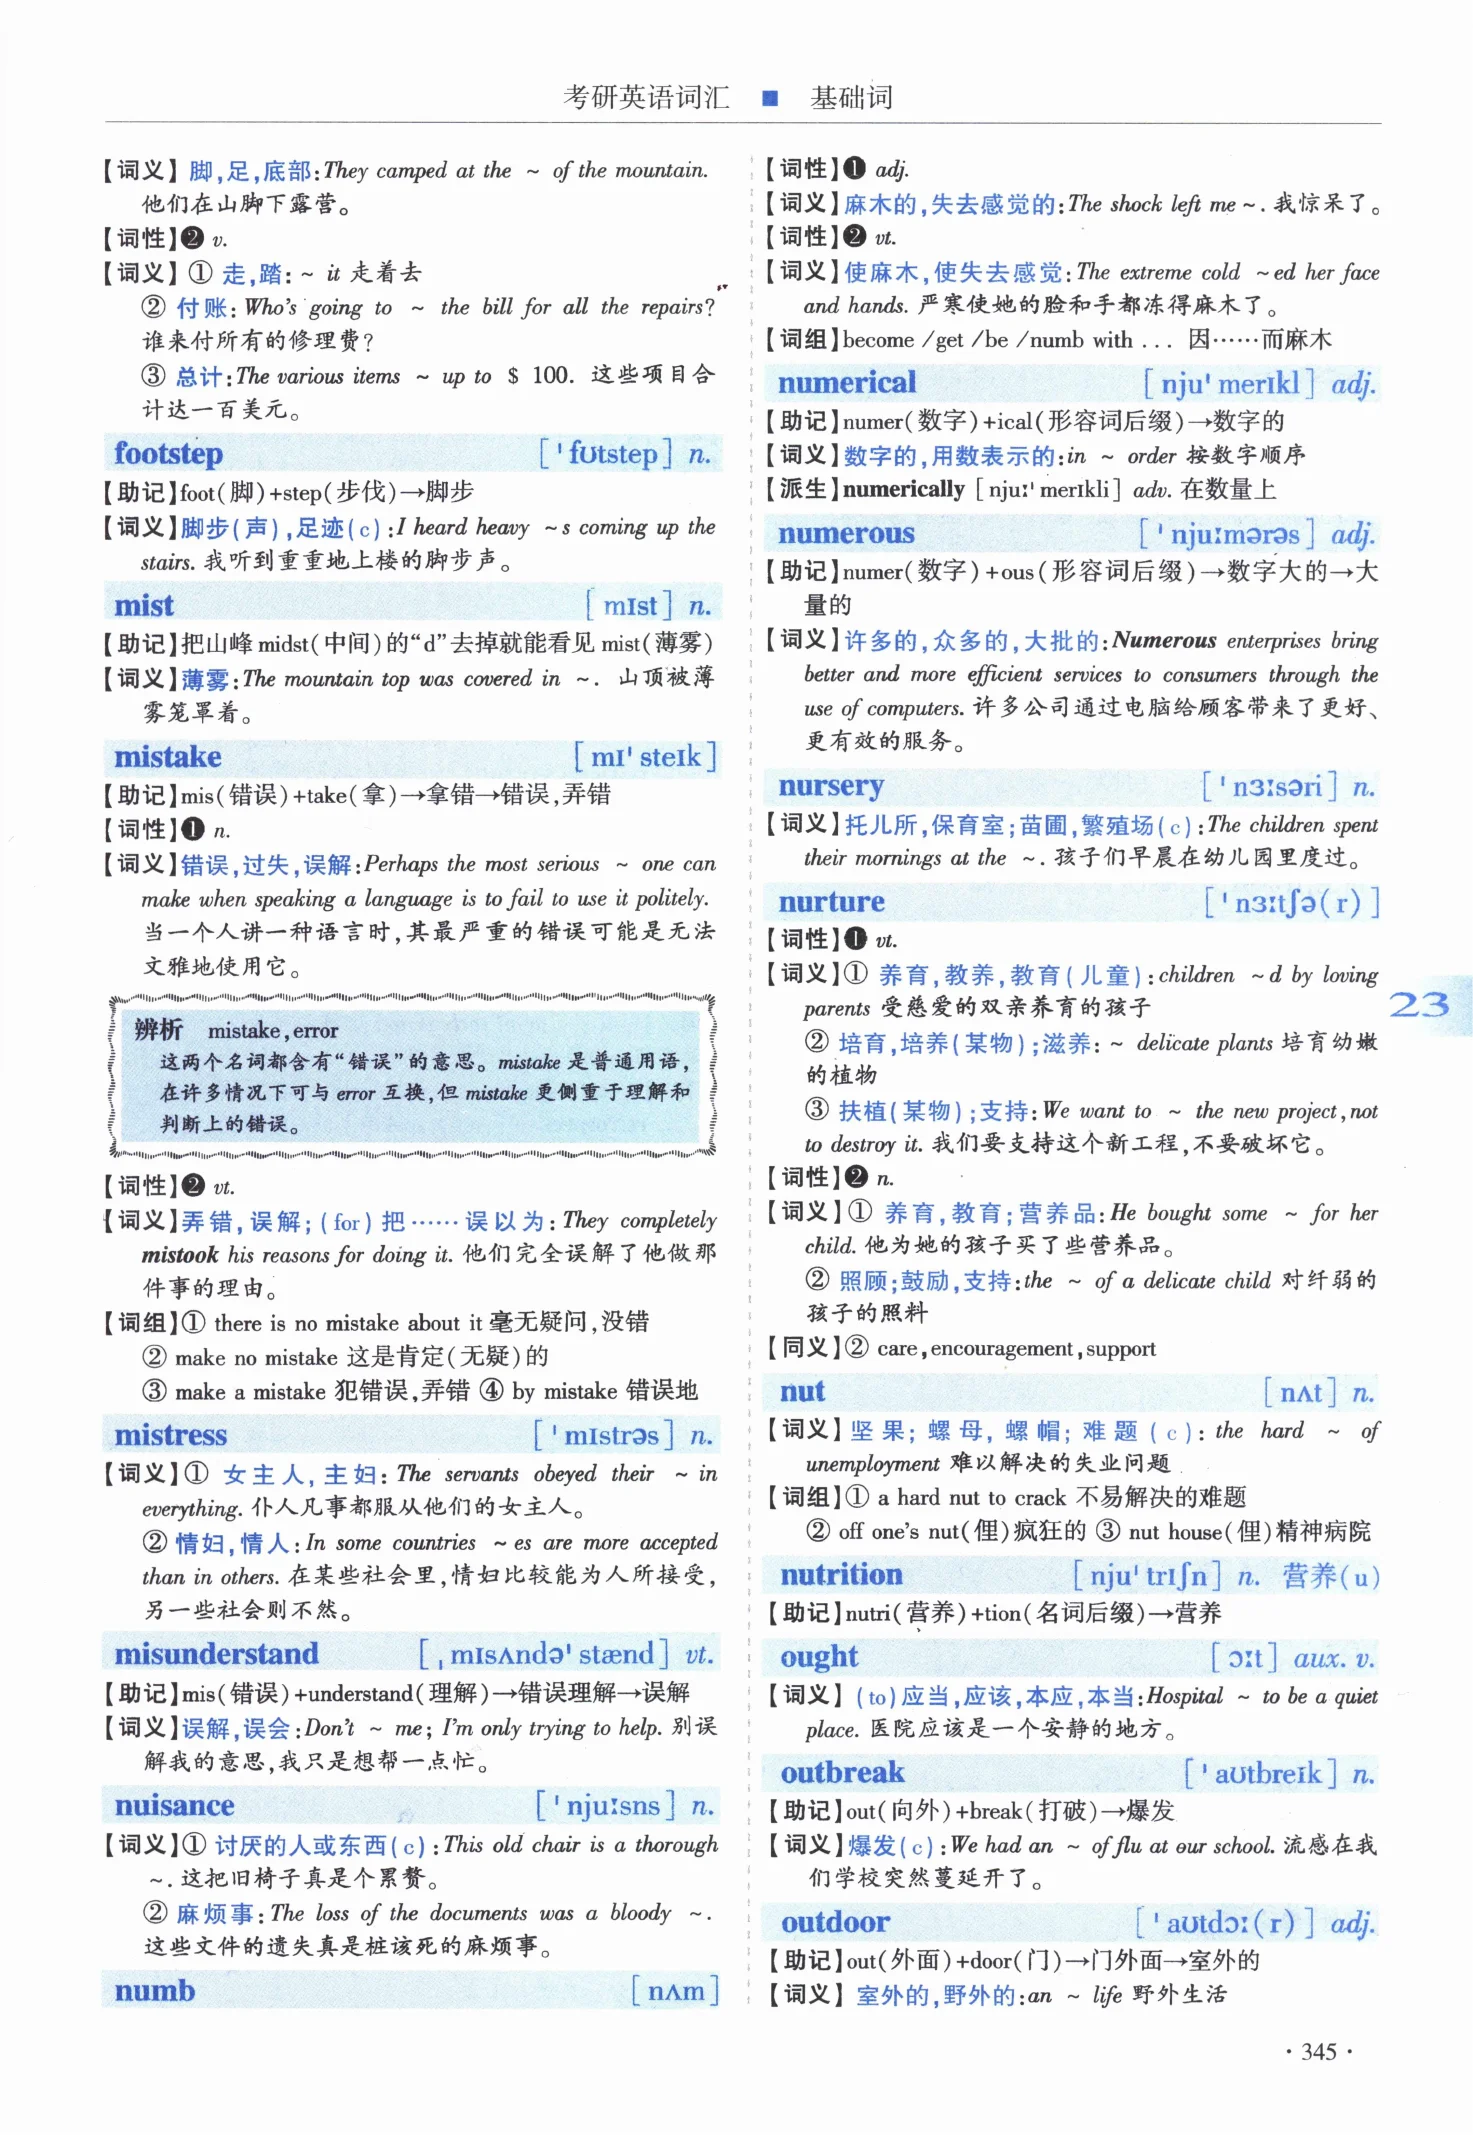 考研英语词汇 ■ 基础词
【词义】脚,足,底部:They camped at the ~ of the mountain.
他们在山脚下露营。
【词性】❷ v.
【词义】① 走,踏: ~ it 走着去
② 付账: Who's going to ~ the bill for all the repairs?
谁来付所有的修理费?
③ 总计:The various items ~ up to $ 100. 这些项目合
计达一百美元。
footstep [ˈfʊtstep] n.
【助记】foot(脚)+step(步伐)→脚步
【词义】脚步(声),足迹(c):I heard heavy ~s coming up the
stairs. 我听到重重地上楼的脚步声。
mist [mɪst] n.
【助记】把山峰 midst(中间)的“d”去掉就能看见 mist(薄雾)
【词义】薄雾:The mountain top was covered in ~. 山顶被薄
雾笼罩着。
mistake [mɪˈsteɪk]
【助记】mis(错误)+take(拿)→拿错→错误,弄错
【词性】❶ n.
【词义】错误,过失,误解:Perhaps the most serious ~ one can
make when speaking a language is to fail to use it politely.
当一个人讲一种语言时,其最严重的错误可能是无法
文雅地使用它。
辨析 mistake,error
这两个名词都含有“错误”的意思。mistake 是普通用语,
在许多情况下可与 error 互换,但 mistake 更侧重于理解和
判断上的错误。
【词性】❷ vt.
【词义】弄错,误解;(for)把……误以为:They completely
mistook his reasons for doing it. 他们完全误解了他做那
件事的理由。
【词组】① there is no mistake about it 毫无疑问,没错
② make no mistake 这是肯定(无疑)的
③ make a mistake 犯错误,弄错 ④ by mistake 错误地
mistress [ˈmɪstrəs] n.
【词义】① 女主人,主妇: The servants obeyed their ~ in
everything. 仆人凡事都服从他们的女主人。
② 情妇,情人:In some countries ~es are more accepted
than in others. 在某些社会里,情妇比较能为人所接受,
另一些社会则不然。
misunderstand [ˌmɪsʌndəˈstænd] vt.
【助记】mis(错误)+understand(理解)→错误理解→误解
【词义】误解,误会:Don't ~ me; I'm only trying to help. 别误
解我的意思,我只是想帮一点忙。
nuisance [ˈnjuːsns] n.
【词义】① 讨厌的人或东西(c):This old chair is a thorough
~. 这把旧椅子真是个累赘。
② 麻烦事:The loss of the documents was a bloody ~.
这些文件的遗失真是桩该死的麻烦事。
numb [nʌm]
【词性】❶ adj.
【词义】麻木的,失去感觉的:The shock left me ~. 我惊呆了。
【词性】❷ vt.
【词义】使麻木,使失去感觉:The extreme cold ~ed her face
and hands. 严寒使她的脸和手都冻得麻木了。
【词组】become /get /be /numb with ... 因……而麻木
numerical [njuˈmerɪkl] adj.
【助记】numer(数字)+ical(形容词后缀)→数字的
【词义】数字的,用数表示的:in ~ order 按数字顺序
【派生】numerically [njuːˈmerɪkli] adv. 在数量上
numerous [ˈnjuːmərəs] adj.
【助记】numer(数字)+ous(形容词后缀)→数字大的→大
量的
【词义】许多的,众多的,大批的:Numerous enterprises bring
better and more efficient services to consumers through the
use of computers. 许多公司通过电脑给顾客带来了更好、
更有效的服务。
nursery [ˈnɜːsəri] n.
【词义】托儿所,保育室;苗圃,繁殖场(c):The children spent
their mornings at the ~. 孩子们早晨在幼儿园里度过。
nurture [ˈnɜːtʃə(r)]
【词性】❶ vt.
【词义】① 养育,教养,教育(儿童):children ~d by loving
parents 受慈爱的双亲养育的孩子
② 培育,培养(某物);滋养: ~ delicate plants 培育幼嫩
的植物
③ 扶植(某物);支持:We want to ~ the new project,not
to destroy it. 我们要支持这个新工程,不要破坏它。
【词性】❷ n.
【词义】① 养育,教育;营养品:He bought some ~ for her
child. 他为她的孩子买了些营养品。
② 照顾;鼓励,支持:the ~ of a delicate child 对纤弱的
孩子的照料
【同义】② care,encouragement,support
nut [nʌt] n.
【词义】坚果;螺母,螺帽;难题(c): the hard ~ of
unemployment 难以解决的失业问题
【词组】① a hard nut to crack 不易解决的难题
② off one's nut(俚)疯狂的 ③ nut house(俚)精神病院
nutrition [njuˈtrɪʃn] n. 营养(u)
【助记】nutri(营养)+tion(名词后缀)→营养
ought [ɔːt] aux. v.
【词义】(to)应当,应该,本应,本当:Hospital ~ to be a quiet
place. 医院应该是一个安静的地方。
outbreak [ˈaʊtbreɪk] n.
【助记】out(向外)+break(打破)→爆发
【词义】爆发(c):We had an ~ of flu at our school. 流感在我
们学校突然蔓延开了。
outdoor [ˈaʊtdɔː(r)] adj.
【助记】out(外面)+door(门)→门外面→室外的
【词义】室外的,野外的:an ~ life 野外生活
23
· 345 ·